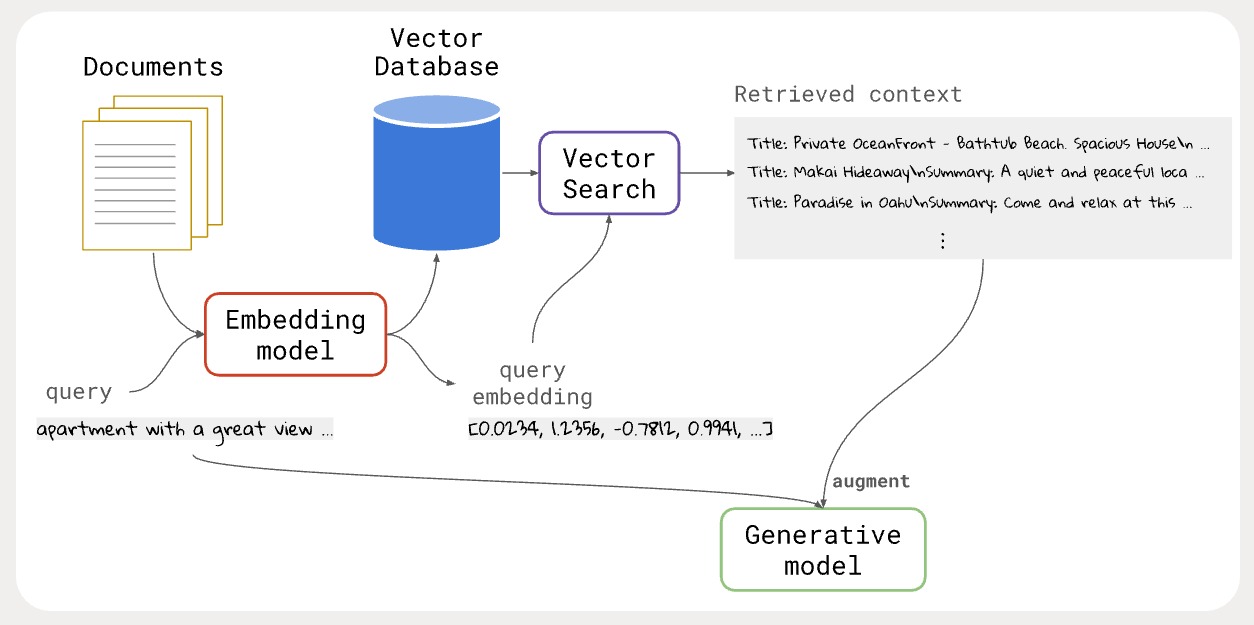 Documents
Vector
Database
Vector
Search
Retrieved context
Title: Private OceanFront - Bathtub Beach. Spacious House\n ...
Title: Makai Hideaway\nSummary: A quiet and peaceful loca ...
Title: Paradise in Oahu\nSummary: Come and relax at this ...
⋮
Embedding
model
query
apartment with a great view ...
query
embedding
[0.0234, 1.2356, -0.7812, 0.9941, ...]
augment
Generative
model